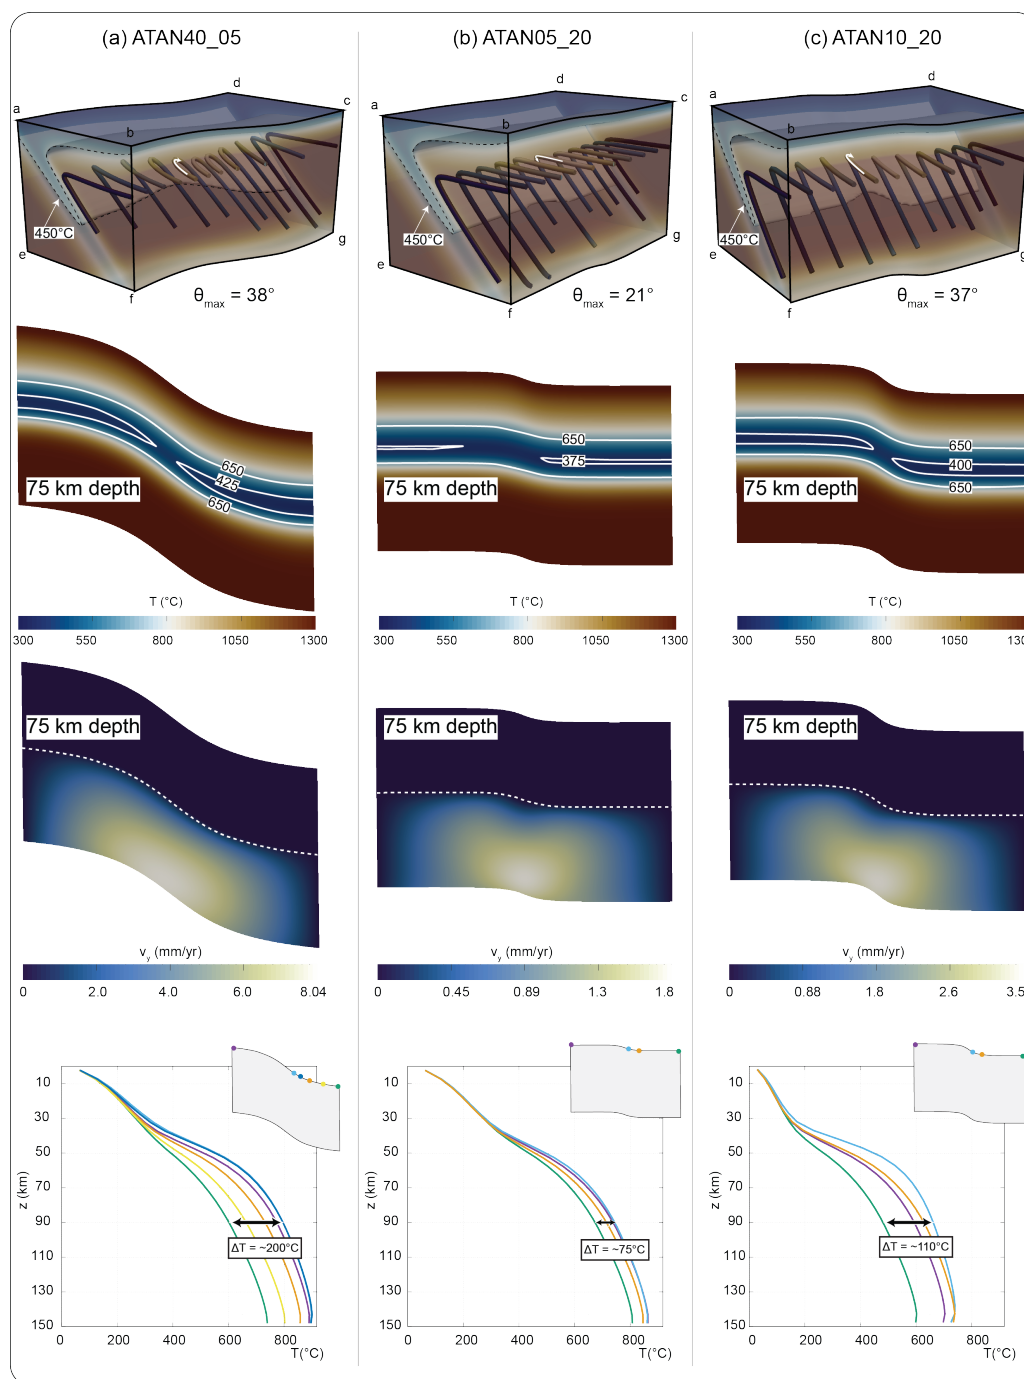 (a) ATAN40_05
(b) ATAN05_20
(c) ATAN10_20
a
b
c
d
e
f
g
450°C
θmax = 38°
a
b
c
d
e
f
g
450°C
θmax = 21°
a
b
c
d
e
f
g
450°C
θmax = 37°
650
425
650
75 km depth
650
375
75 km depth
650
400
650
75 km depth
T (°C)
300 550 800 1050 1300
T (°C)
300 550 800 1050 1300
T (°C)
300 550 800 1050 130
75 km depth
75 km depth
75 km depth
vy (mm/yr)
0 2.0 4.0 6.0 8.04
vy (mm/yr)
0 0.45 0.89 1.3 1.8
vy (mm/yr)
0 0.88 1.8 2.6 3.5
z (km)
10
30
50
70
90
110
130
150
0 200 400 600 800
T(°C)
ΔT = ~200°C
z (km)
10
30
50
70
90
110
130
150
0 200 400 600 800
T(°C)
ΔT = ~75°C
z (km)
10
30
50
70
90
110
130
150
0 200 400 600 800
T(°C)
ΔT = ~110°C